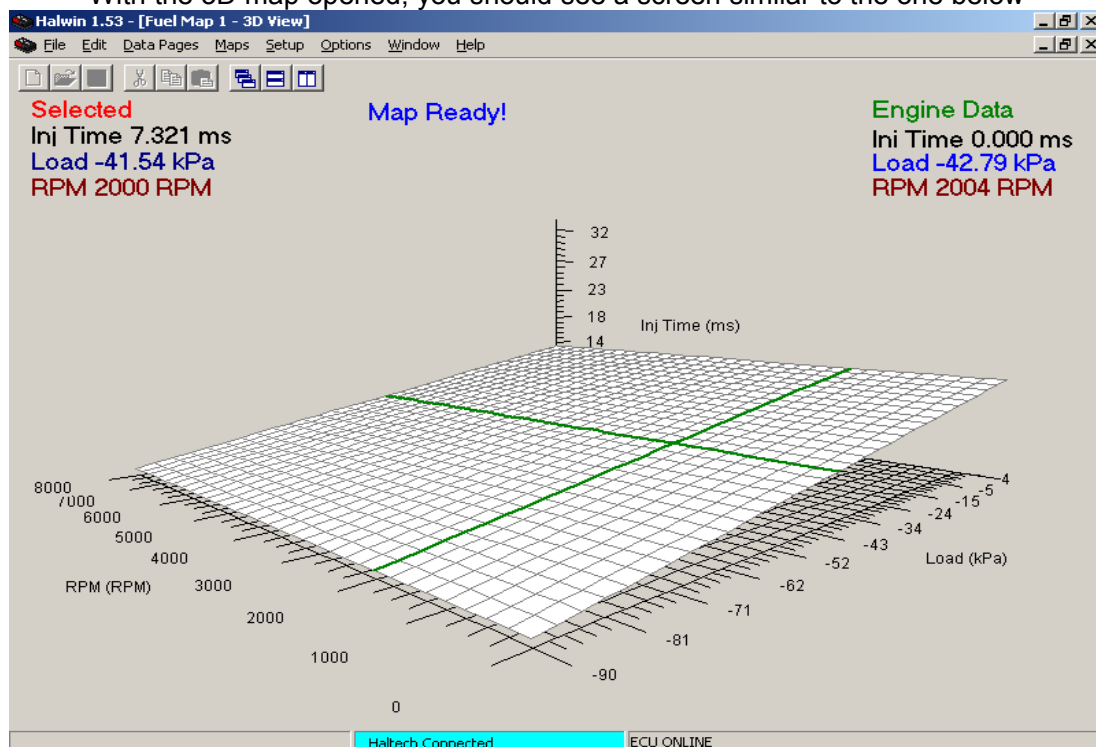 With the 3D map opened, you should see a screen similar to the one below
Halwin 1.53 - [Fuel Map 1 - 3D View]
File Edit Data Pages Maps Setup Options Window Help
Selected
Inj Time 7.321 ms
Load -41.54 kPa
RPM 2000 RPM
Map Ready!
Engine Data
Inj Time 0.000 ms
Load -42.79 kPa
RPM 2004 RPM
32
27
23
18
14
Inj Time (ms)
8000
7000
6000
5000
4000
3000
2000
1000
0
RPM (RPM)
-4
-5
-15
-24
-34
-43
-52
-62
-71
-81
-90
Load (kPa)
Haltech Connected
ECU ONLINE